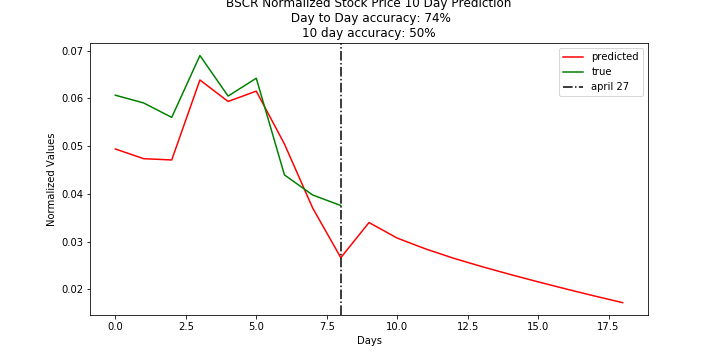 BSCR Normalized Stock Price 10 Day Prediction
Day to Day accuracy: 74%
10 day accuracy: 50%
0.07
0.06
0.05
0.04
0.03
0.02
Normalized Values
predicted
true
april 27
0.0 2.5 5.0 7.5 10.0 12.5 15.0 17.5
Days